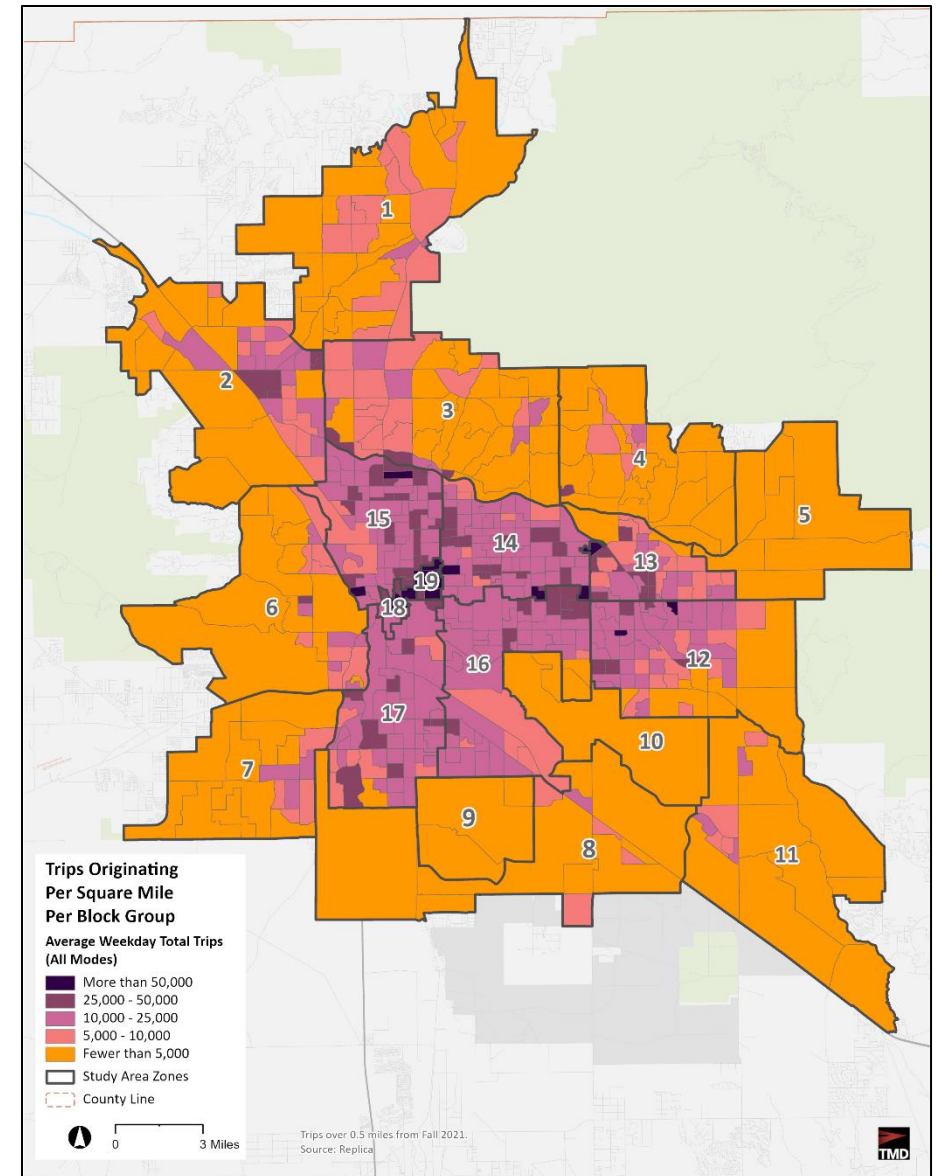 1
2
3
4
5
6
7
8
9
10
11
12
13
14
15
16
17
18
19
Trips Originating
Per Square Mile
Per Block Group
Average Weekday Total Trips
(All Modes)
More than 50,000
25,000 - 50,000
10,000 - 25,000
5,000 - 10,000
Fewer than 5,000
Study Area Zones
County Line
0 3 Miles
Trips over 0.5 miles from Fall 2021.
Source: Replica
TMD